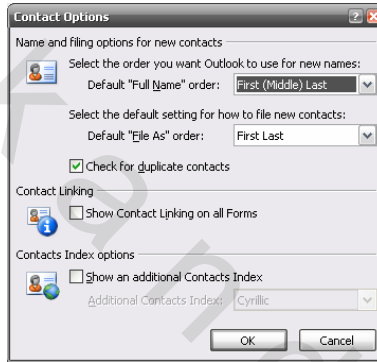 Contact Options
Name and filing options for new contacts
Select the order you want Outlook to use for new names:
Default "Full Name" order: First (Middle) Last
Select the default setting for how to file new contacts:
Default "File As" order: First Last
Check for duplicate contacts
Contact Linking
Show Contact Linking on all Forms
Contacts Index options
Show an additional Contacts Index
Additional Contacts Index: Cyrillic
OK Cancel